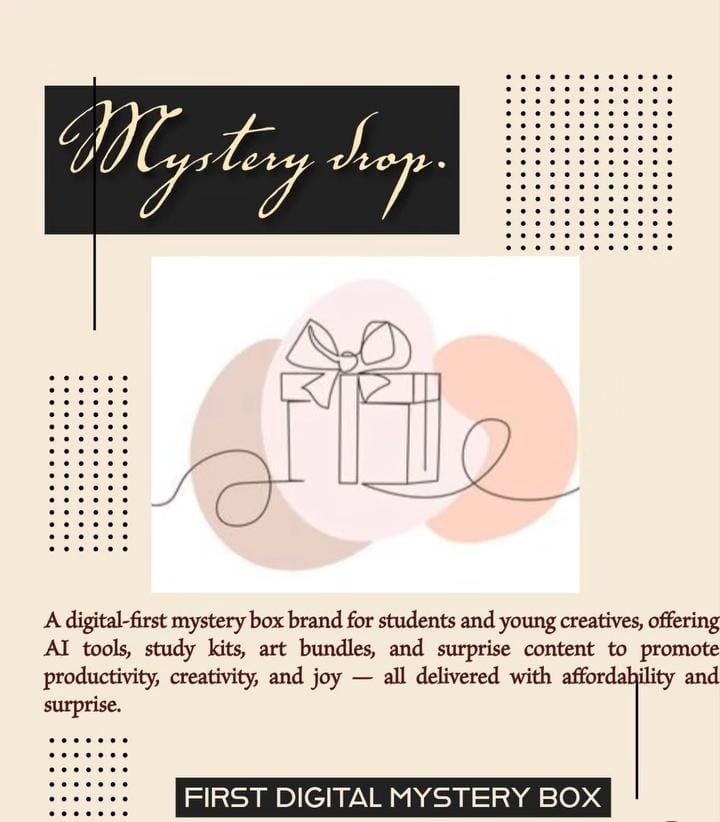 Mystery drop.
A digital-first mystery box brand for students and young creatives, offering
AI tools, study kits, art bundles, and surprise content to promote
productivity, creativity, and joy — all delivered with affordability and
surprise.
FIRST DIGITAL MYSTERY BOX